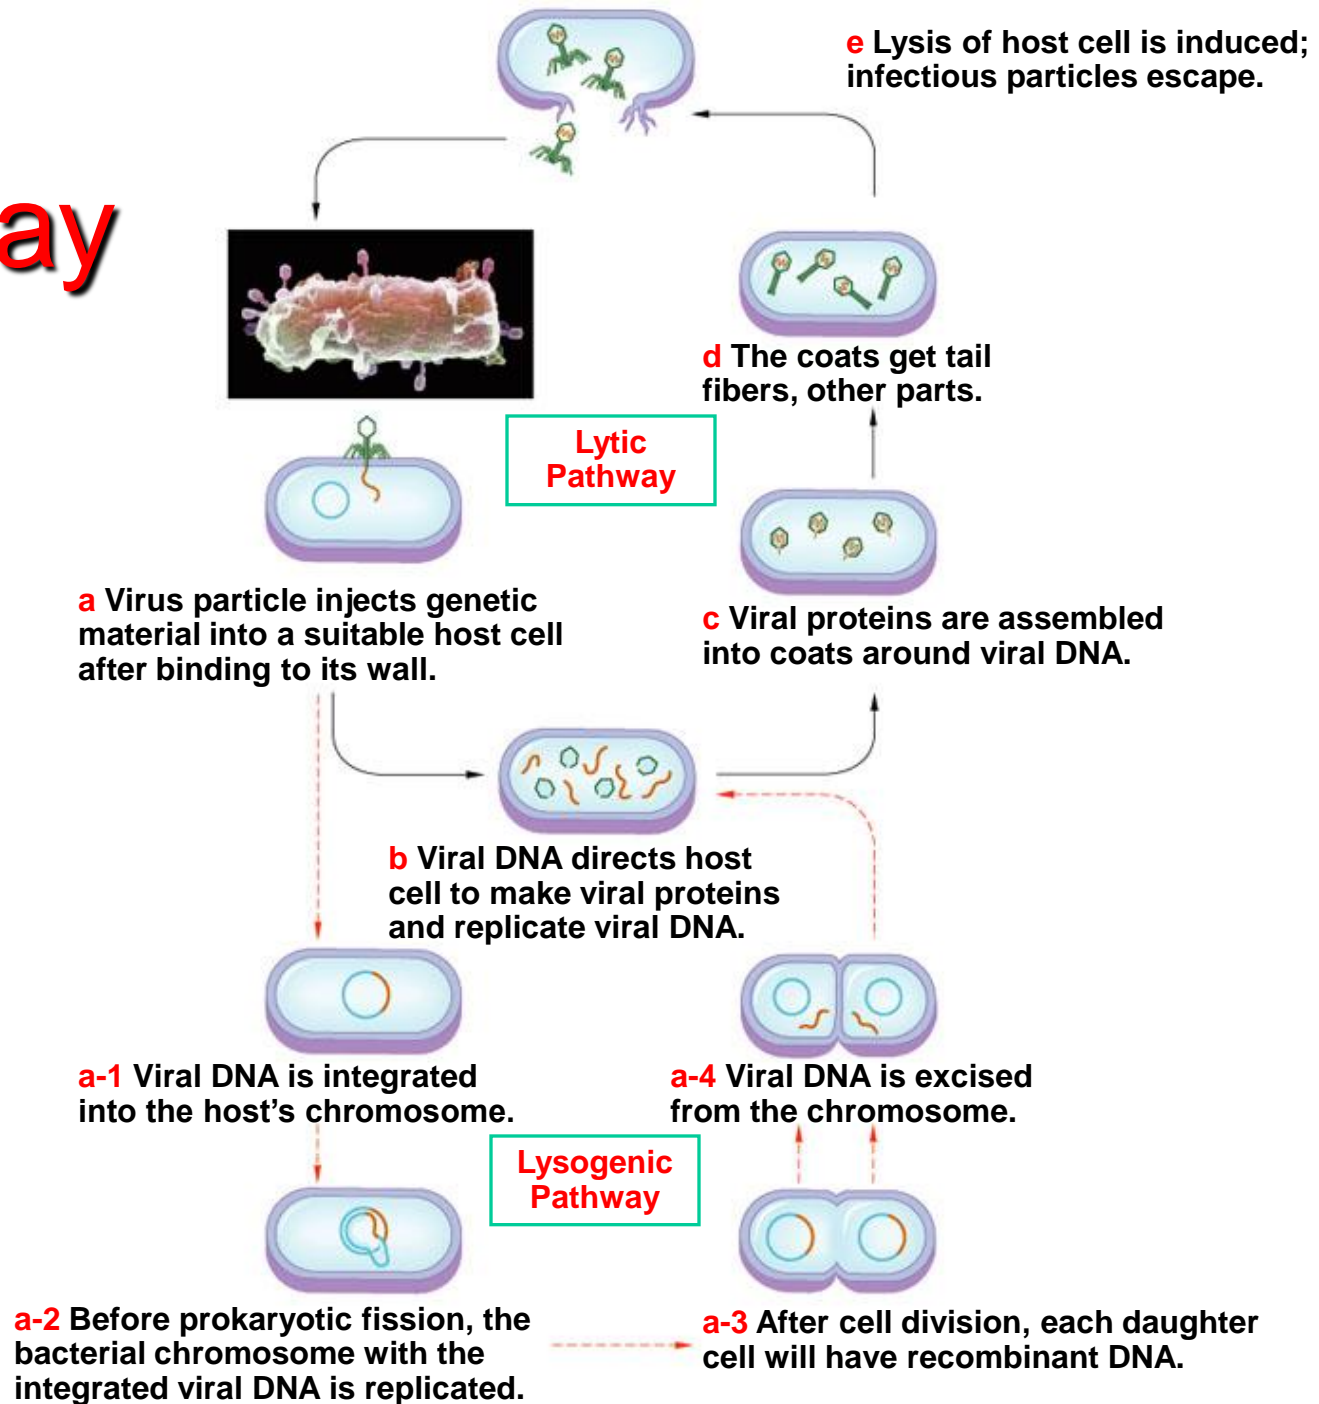 ay
e Lysis of host cell is induced;
infectious particles escape.
d The coats get tail
fibers, other parts.
Lytic
Pathway
a Virus particle injects genetic
material into a suitable host cell
after binding to its wall.
c Viral proteins are assembled
into coats around viral DNA.
b Viral DNA directs host
cell to make viral proteins
and replicate viral DNA.
a-1 Viral DNA is integrated
into the host’s chromosome.
a-4 Viral DNA is excised
from the chromosome.
Lysogenic
Pathway
a-2 Before prokaryotic fission, the
bacterial chromosome with the
integrated viral DNA is replicated.
a-3 After cell division, each daughter
cell will have recombinant DNA.